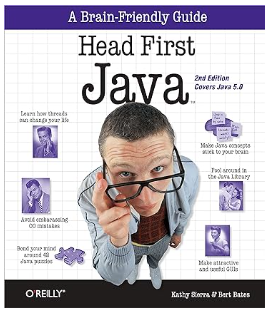 A Brain-Friendly Guide
Head First
Java
™
2nd Edition
Covers Java 5.0
Learn how threads
can change your life
Make Java concepts
stick to your brain
Fool around in
the Java Library
Avoid embarassing
OO mistakes
Bend your mind
around 42
Java puzzles
Make attractive
and useful GUIs
O'REILLY®
Kathy Sierra & Bert Bates